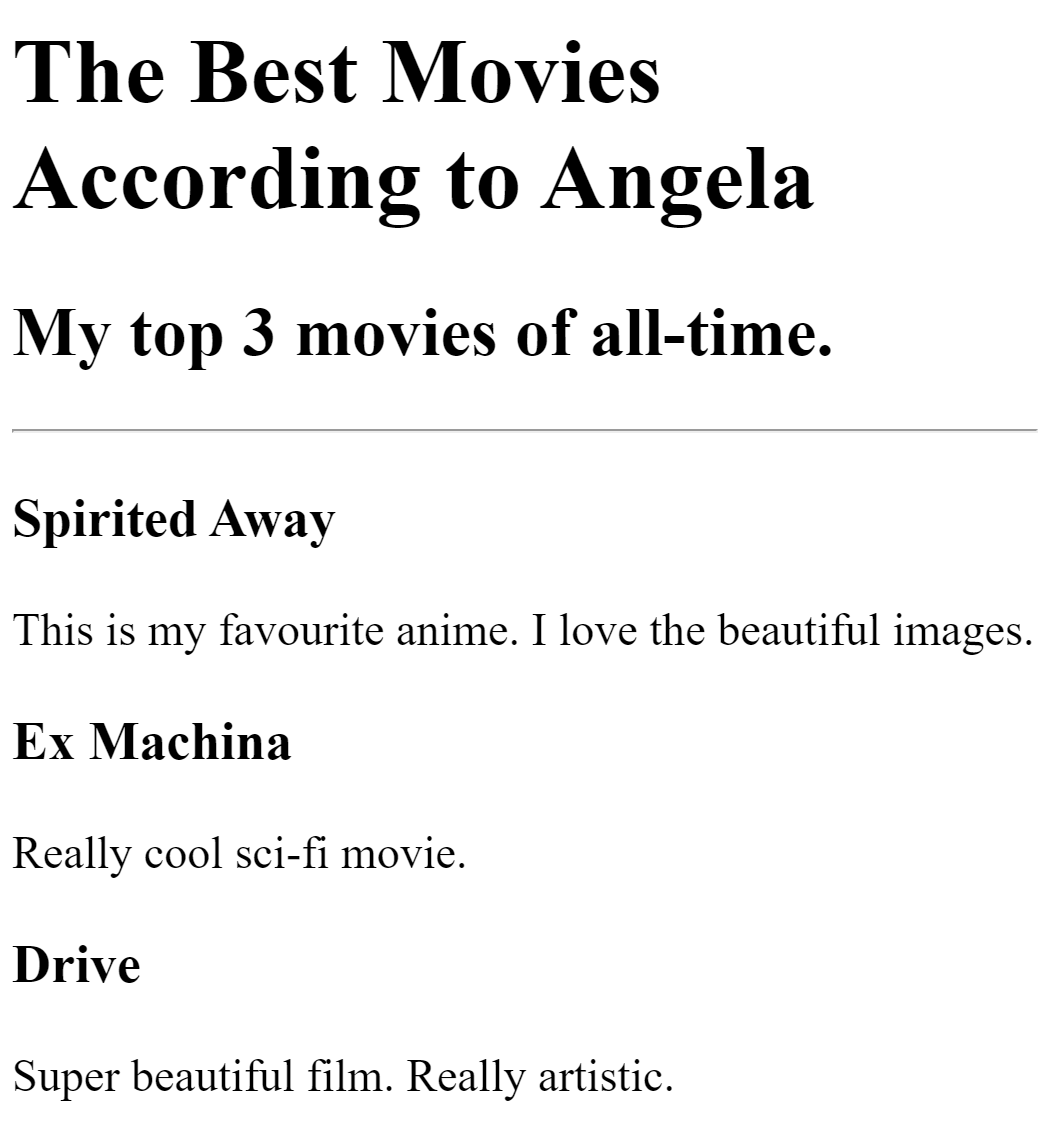 The Best Movies
According to Angela
My top 3 movies of all-time.
Spirited Away
This is my favourite anime. I love the beautiful images.
Ex Machina
Really cool sci-fi movie.
Drive
Super beautiful film. Really artistic.